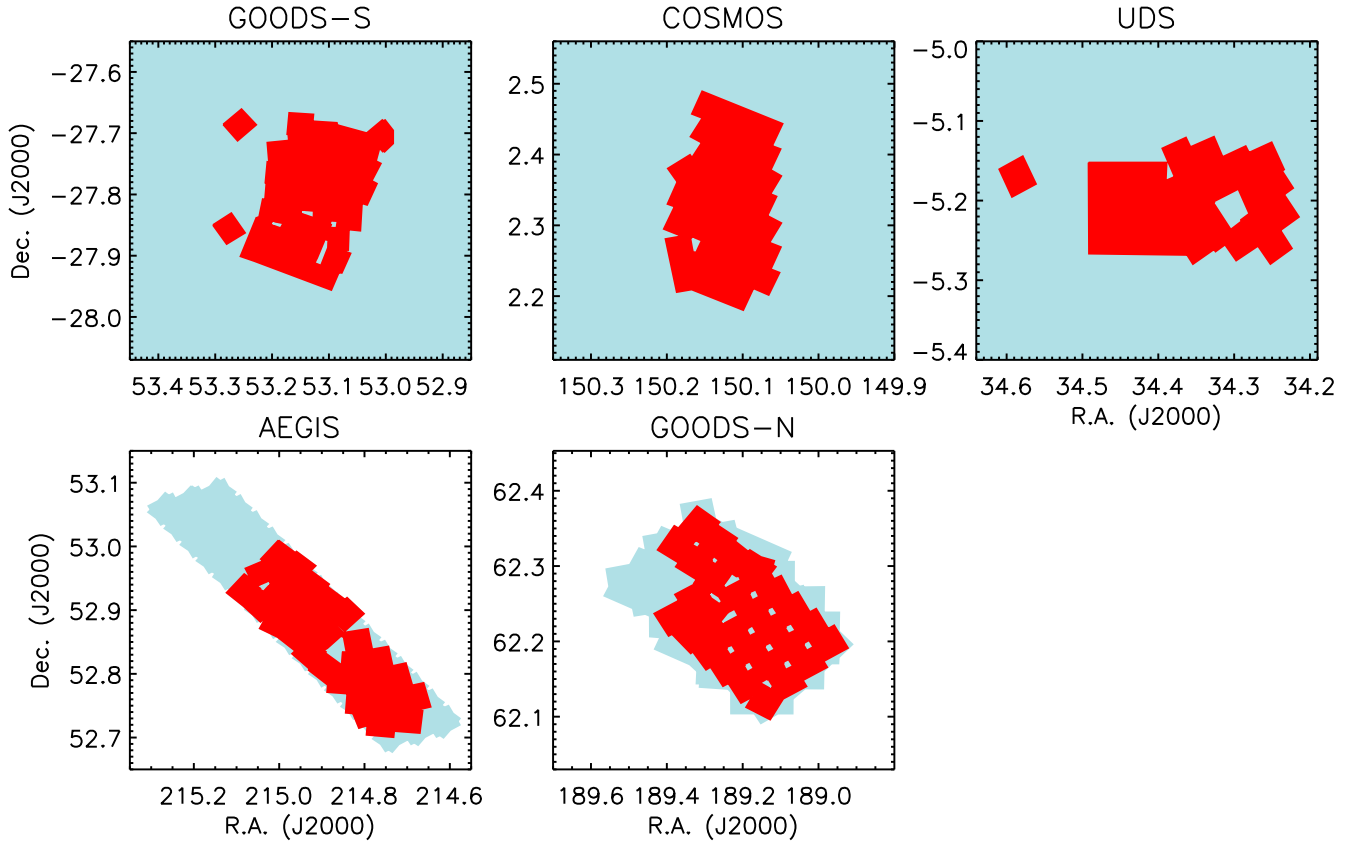 GOODS-S COSMOS UDS
-27.6
-27.7
-27.8
-27.9
-28.0
Dec. (J2000)
53.4 53.3 53.2 53.1 53.0 52.9
2.5
2.4
2.3
2.2
150.3 150.2 150.1 150.0 149.9
-5.0
-5.1
-5.2
-5.3
-5.4
34.6 34.5 34.4 34.3 34.2
R.A. (J2000)
AEGIS GOODS-N
53.1
53.0
52.9
52.8
52.7
Dec. (J2000)
215.2 215.0 214.8 214.6
R.A. (J2000)
62.4
62.3
62.2
62.1
189.6 189.4 189.2 189.0
R.A. (J2000)